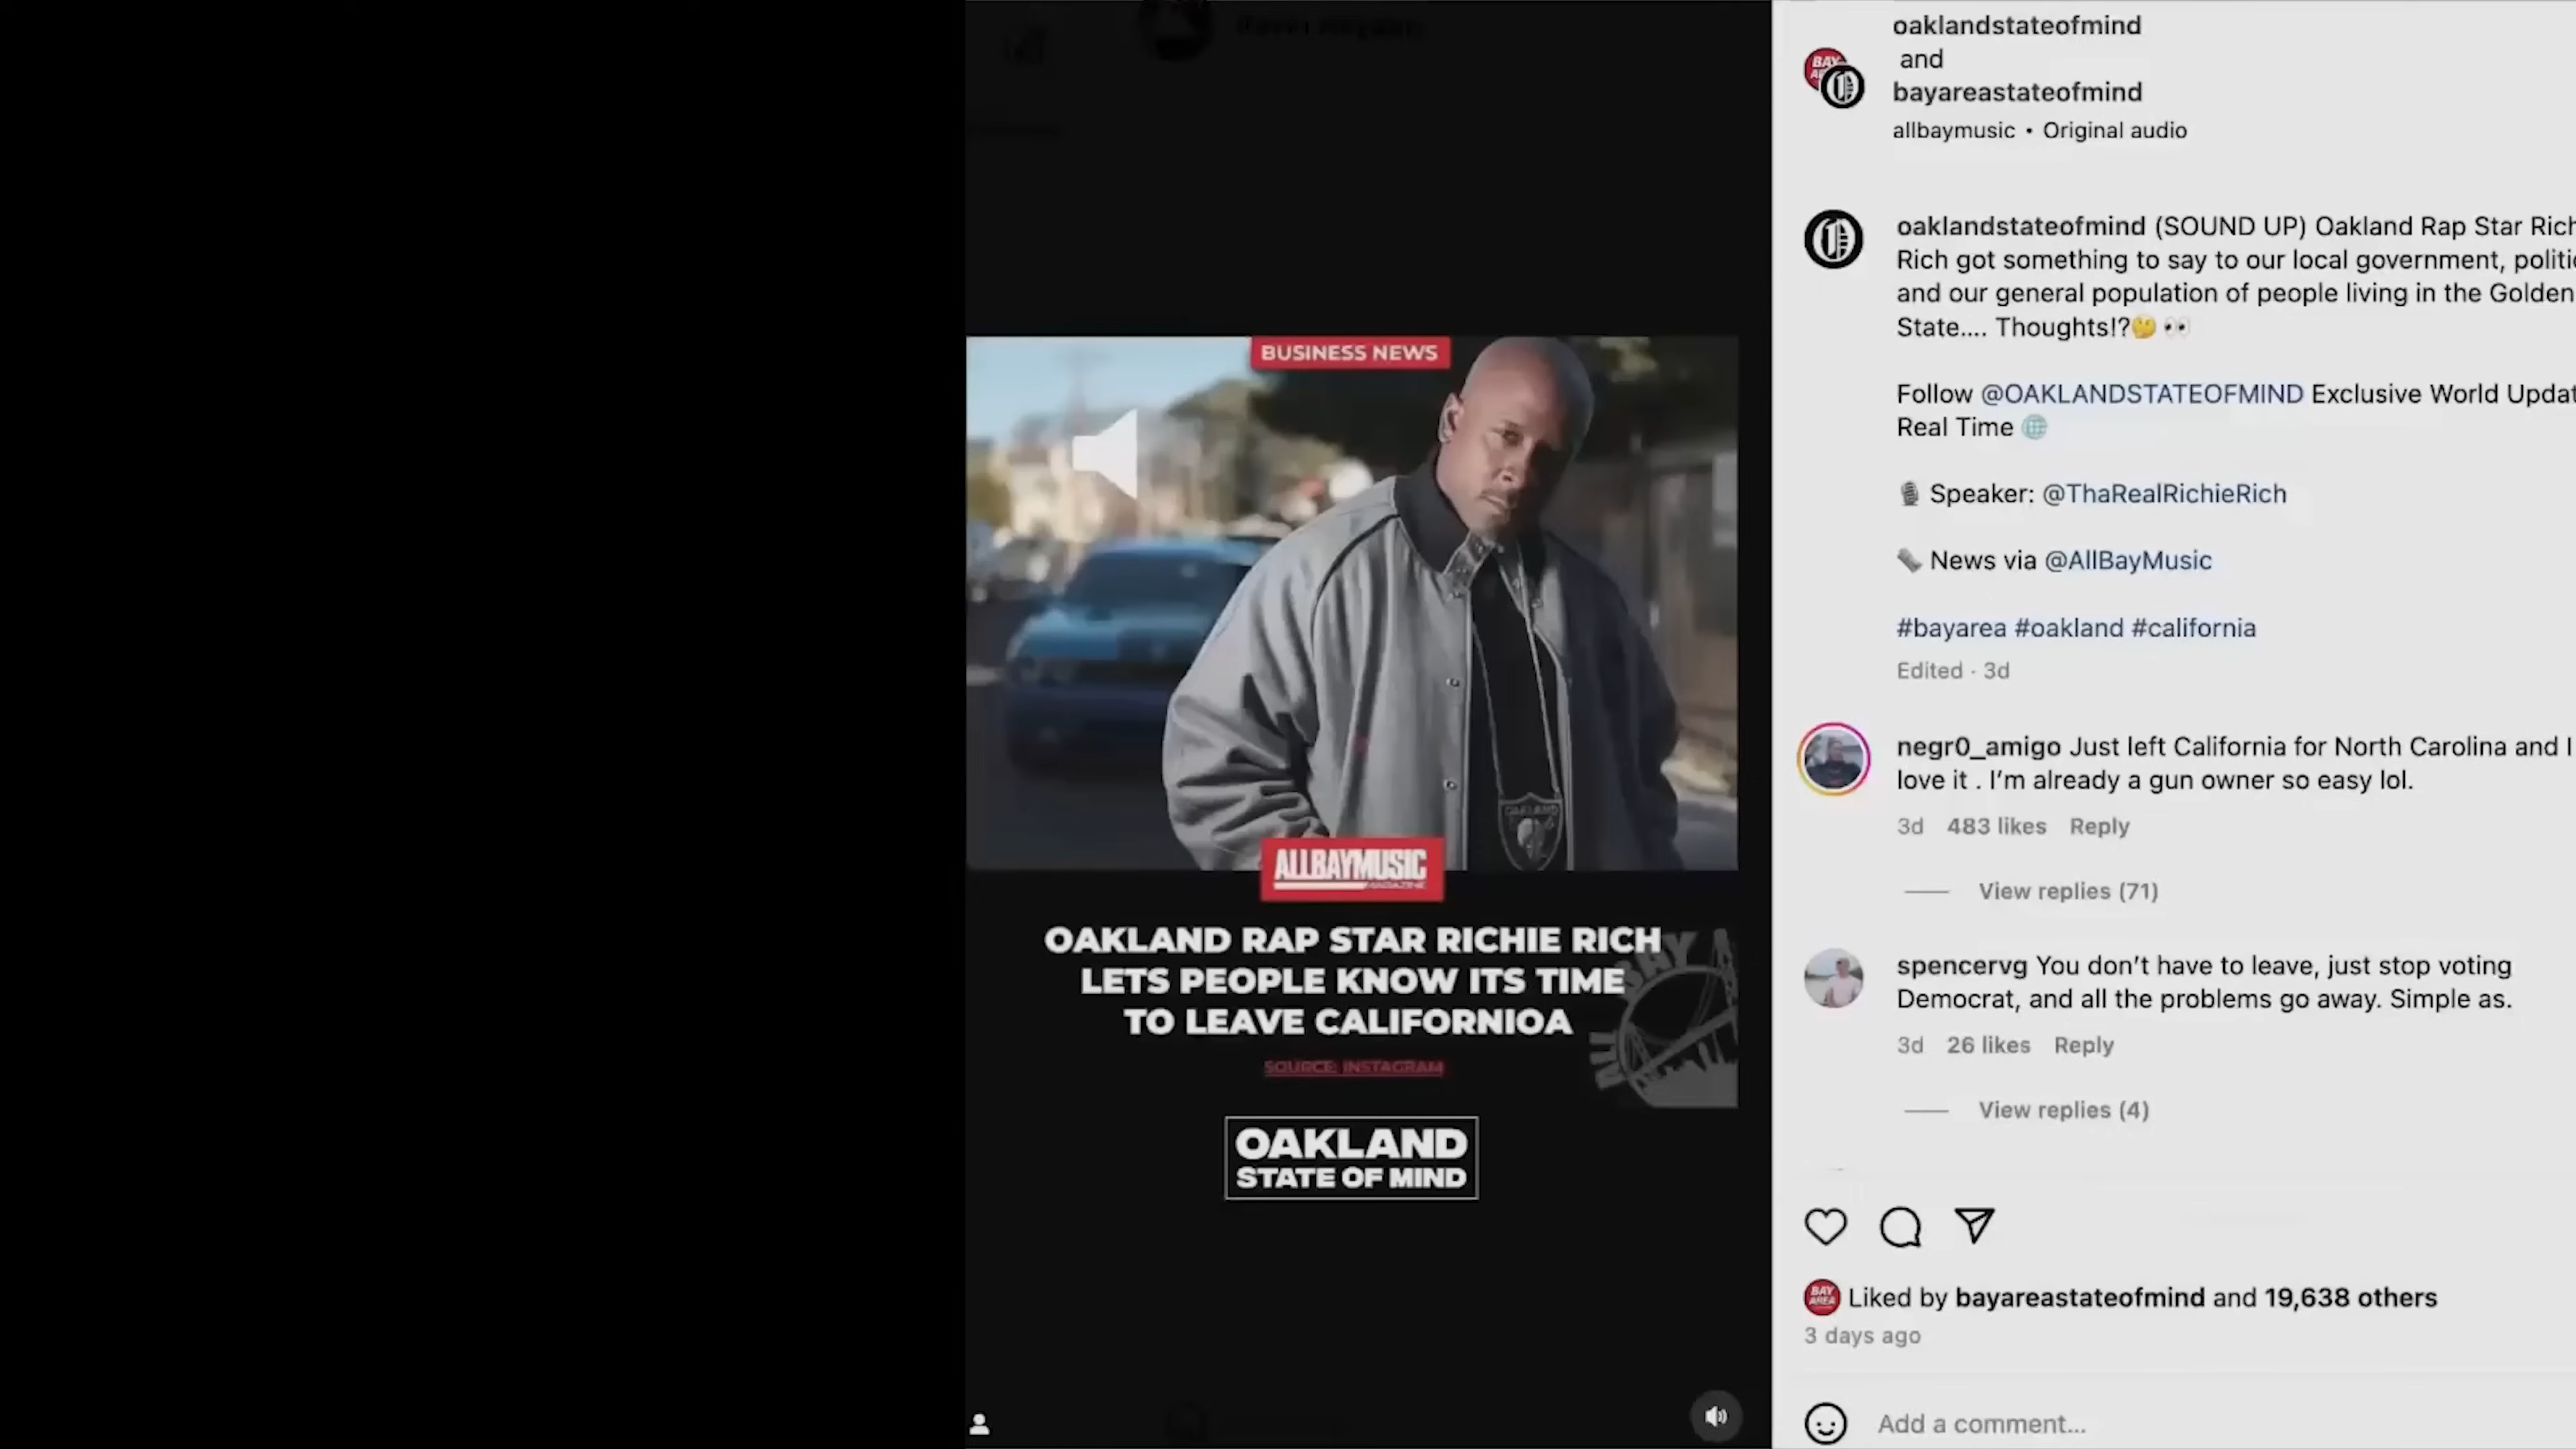 BUSINESS NEWS
OAKLAND
ALLBAYMUSIC
MAGAZINE
OAKLAND RAP STAR RICHIE RICH
LETS PEOPLE KNOW ITS TIME
TO LEAVE CALIFORNIOA
SOURCE: INSTAGRAM
OAKLAND
STATE OF MIND
oaklandstateofmind
and
bayareastateofmind
allbaymusic • Original audio
oaklandstateofmind (SOUND UP) Oakland Rap Star Rich
Rich got something to say to our local government, politic
and our general population of people living in the Golden
State.... Thoughts!?🤔 👀
Follow @OAKLANDSTATEOFMIND Exclusive World Updat
Real Time 🌐
🎙 Speaker: @ThaRealRichieRich
🗞 News via @AllBayMusic
#bayarea #oakland #california
Edited · 3d
negr0_amigo Just left California for North Carolina and I
love it . I’m already a gun owner so easy lol.
3d 483 likes Reply
View replies (71)
spencervg You don’t have to leave, just stop voting
Democrat, and all the problems go away. Simple as.
3d 26 likes Reply
View replies (4)
BAY AREA Liked by bayareastateofmind and 19,638 others
3 days ago
Add a comment...